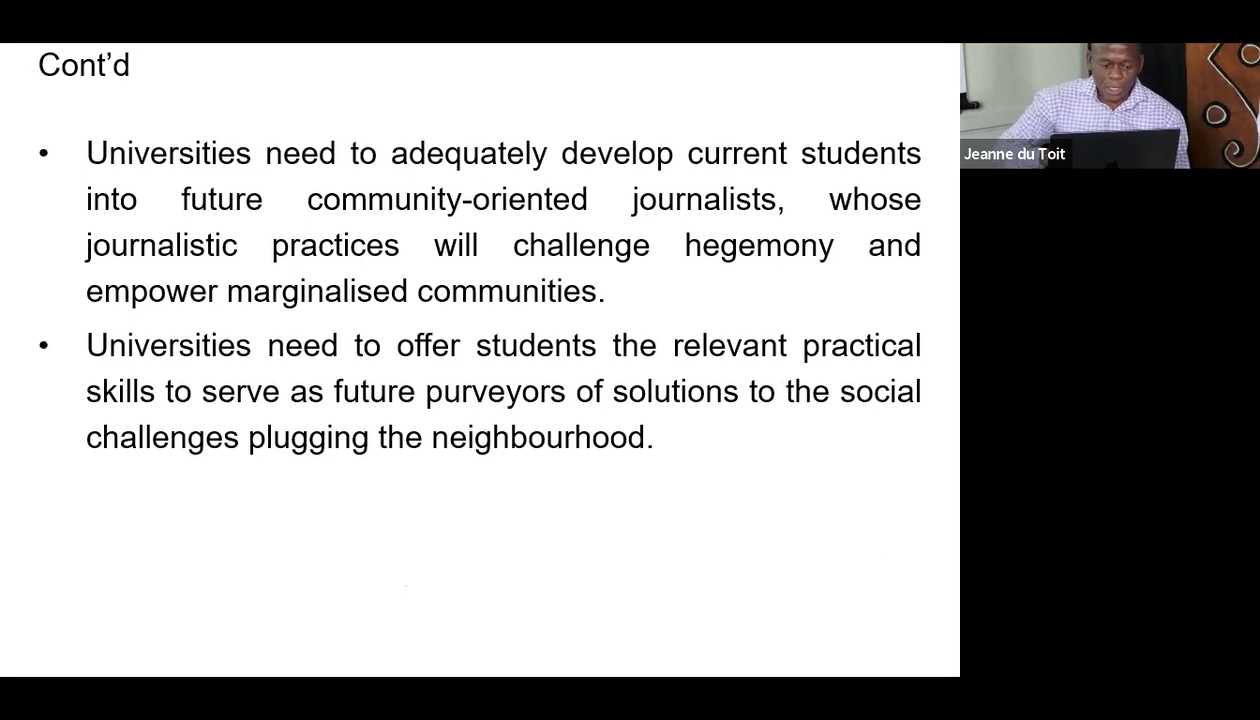 Cont’d
• Universities need to adequately develop current students
into future community-oriented journalists, whose
journalistic practices will challenge hegemony and
empower marginalised communities.
• Universities need to offer students the relevant practical
skills to serve as future purveyors of solutions to the social
challenges plugging the neighbourhood.
Jeanne du Toit